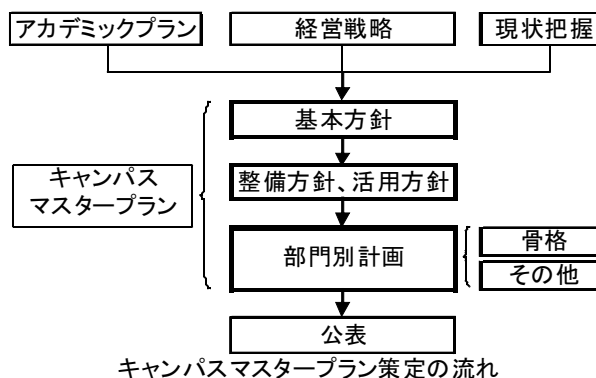 アカデミックプラン
経営戦略
現状把握
基本方針
キャンパス
マスタープラン
整備方針、活用方針
部門別計画
骨格
その他
公表
キャンパスマスタープラン策定の流れ